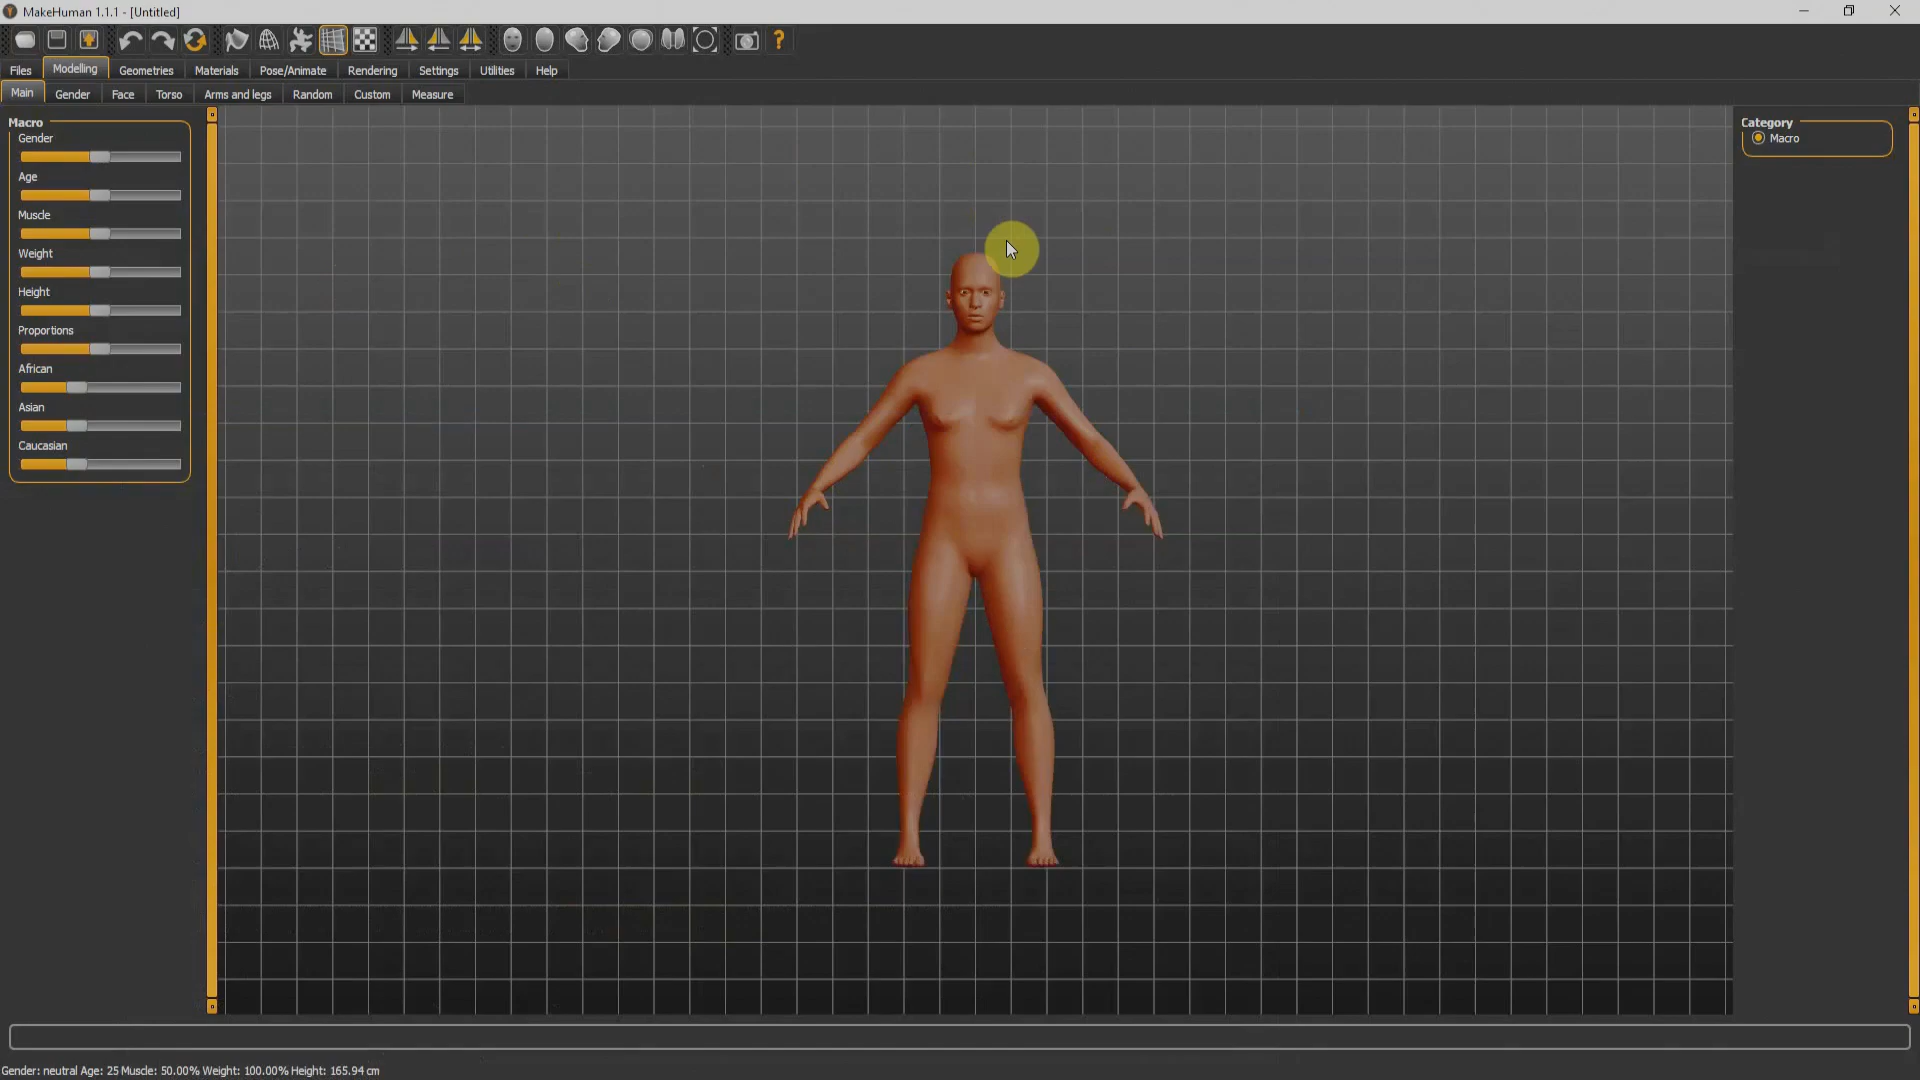 MakeHuman 1.1.1 - [Untitled]
Files Modelling Geometries Materials Pose/Animate Rendering Settings Utilities Help
Main Gender Face Torso Arms and legs Random Custom Measure
Macro
Gender
Age
Muscle
Weight
Height
Proportions
African
Asian
Caucasian
Category
Macro
Gender: neutral Age: 25 Muscle: 50.00% Weight: 100.00% Height: 165.94 cm